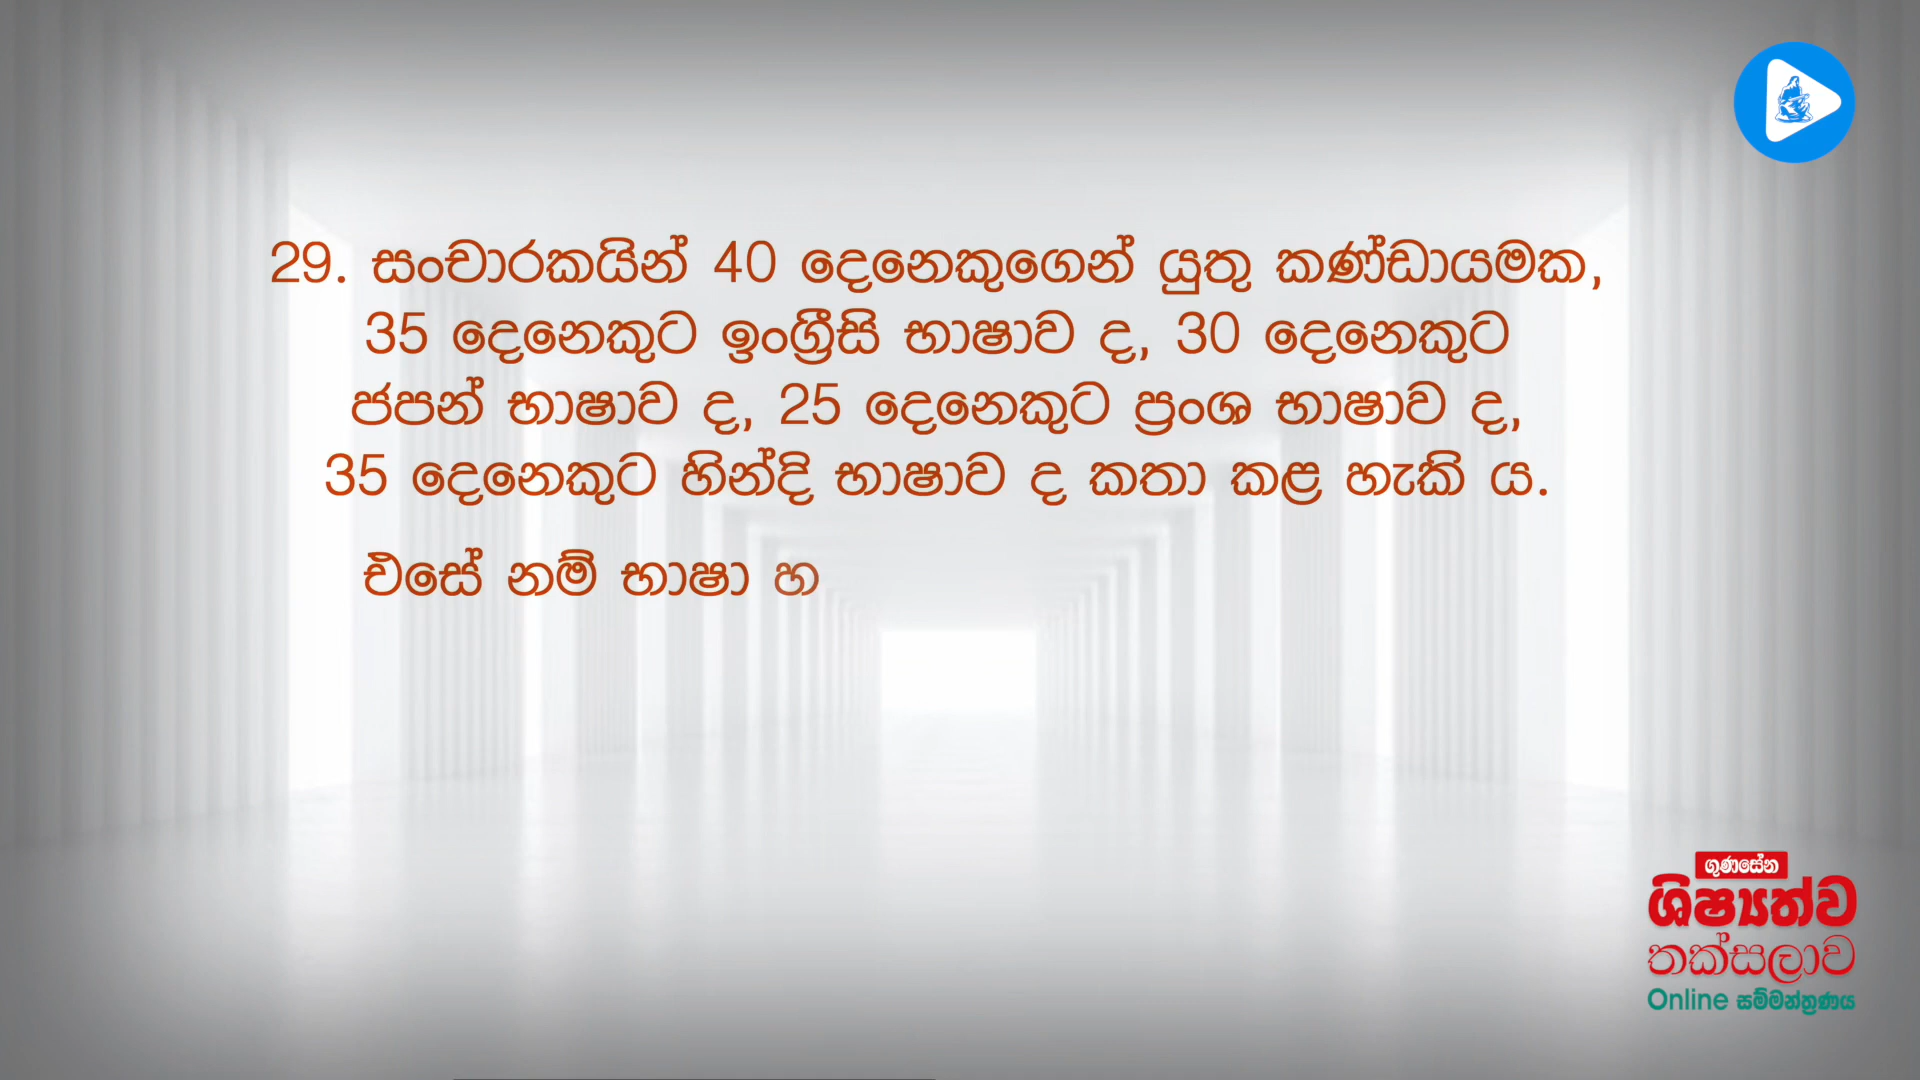 29. සංචාරකයින් 40 දෙනෙකුගෙන් යුතු කණ්ඩායමක,
35 දෙනෙකුට ඉංග්‍රීසි භාෂාව ද, 30 දෙනෙකුට
ජපන් භාෂාව ද, 25 දෙනෙකුට ප්‍රංශ භාෂාව ද,
35 දෙනෙකුට හින්දි භාෂාව ද කතා කළ හැකි ය.
එසේ නම් භාෂා හ
ගුණසේන
ශිෂ්‍යත්ව
තක්සලාව
Online සම්මන්ත්‍රණය